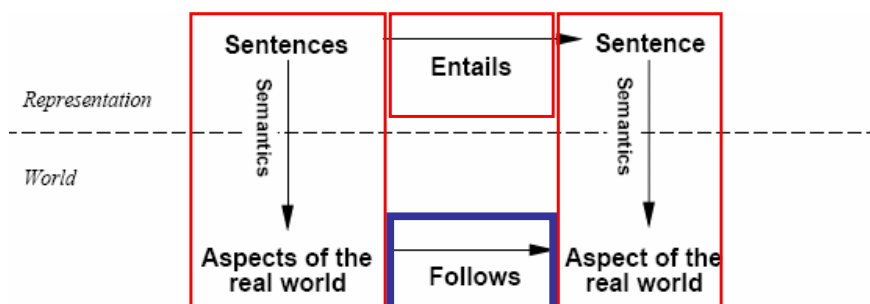 Sentences
Entails
Sentence
Representation
Semantics
Semantics
World
Aspects of the
real world
Follows
Aspect of the
real world